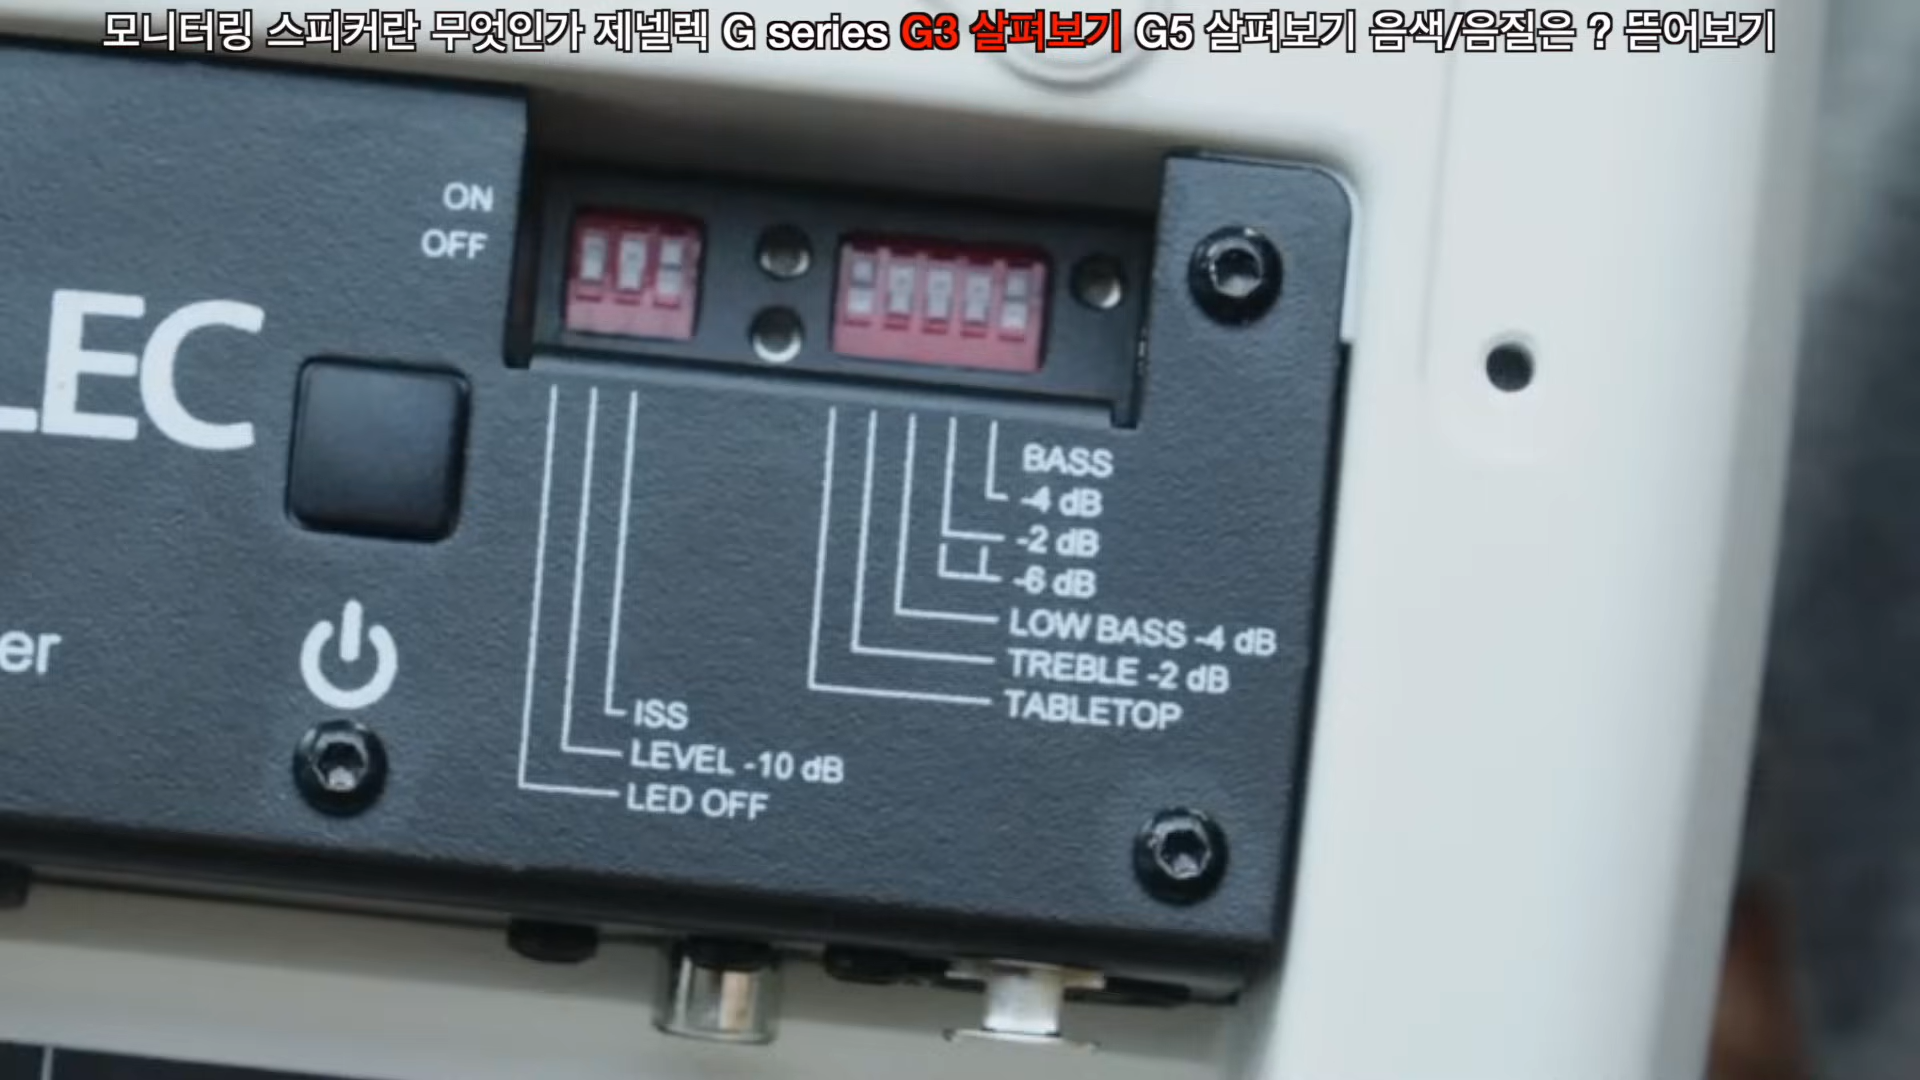 모니터링 스피커란 무엇인가 제넬렉 G series G3 살펴보기 G5 살펴보기 음색/음질은 ? 뜯어보기
ON
OFF
LEC
er
BASS
-4 dB
-2 dB
-6 dB
LOW BASS -4 dB
TREBLE -2 dB
TABLETOP
ISS
LEVEL -10 dB
LED OFF